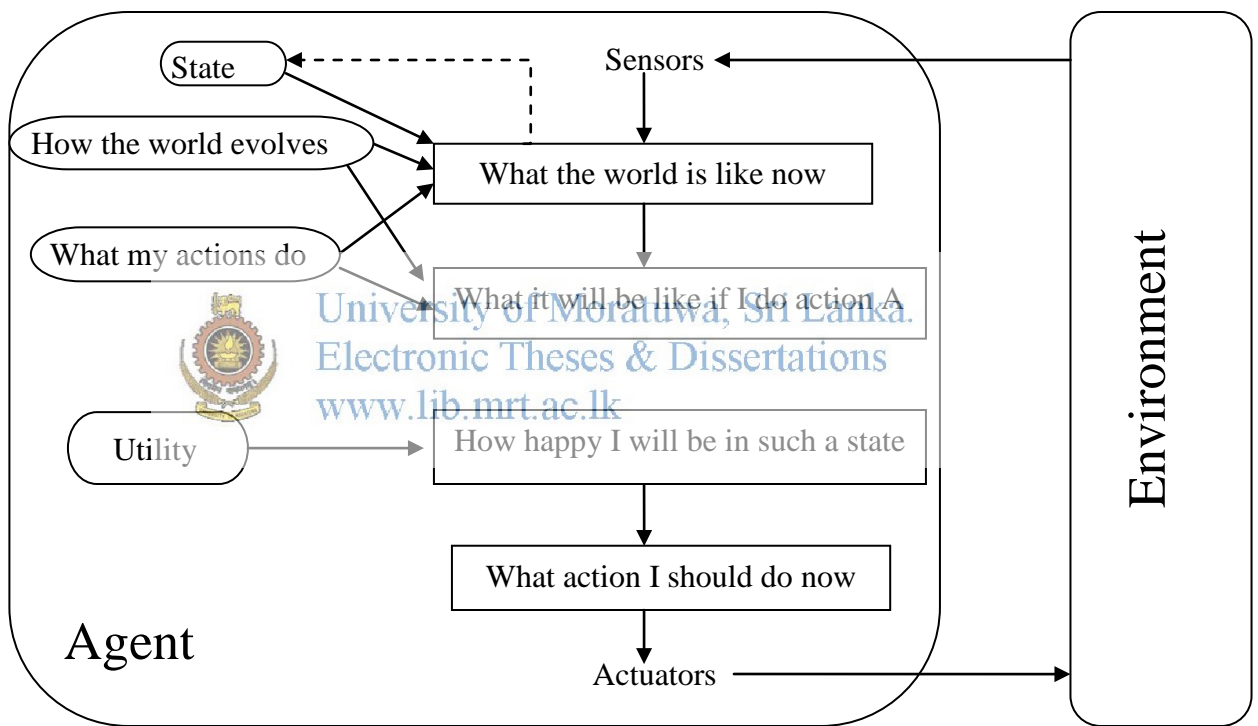 State
Sensors
How the world evolves
What the world is like now
What my actions do
What it will be like if I do action A
University of Moratuwa, Sri Lanka.
Electronic Theses & Dissertations
www.lib.mrt.ac.lk
Utility
How happy I will be in such a state
What action I should do now
Agent
Actuators
Environment